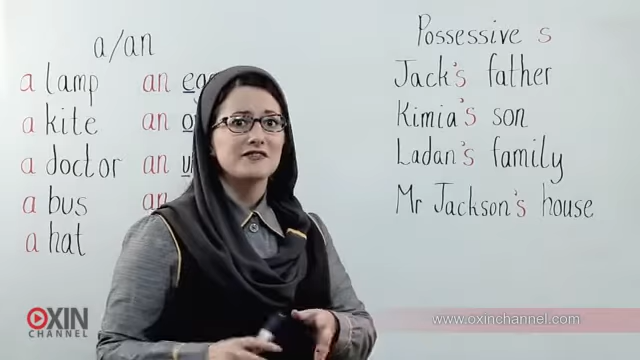 a/an
a lamp
a kite
a doctor
a bus
a hat
an
an
an
an
Possessive s
Jack's father
Kimia's son
Ladan's family
Mr Jackson's house
OXIN
CHANNEL
www.oxinchannel.com